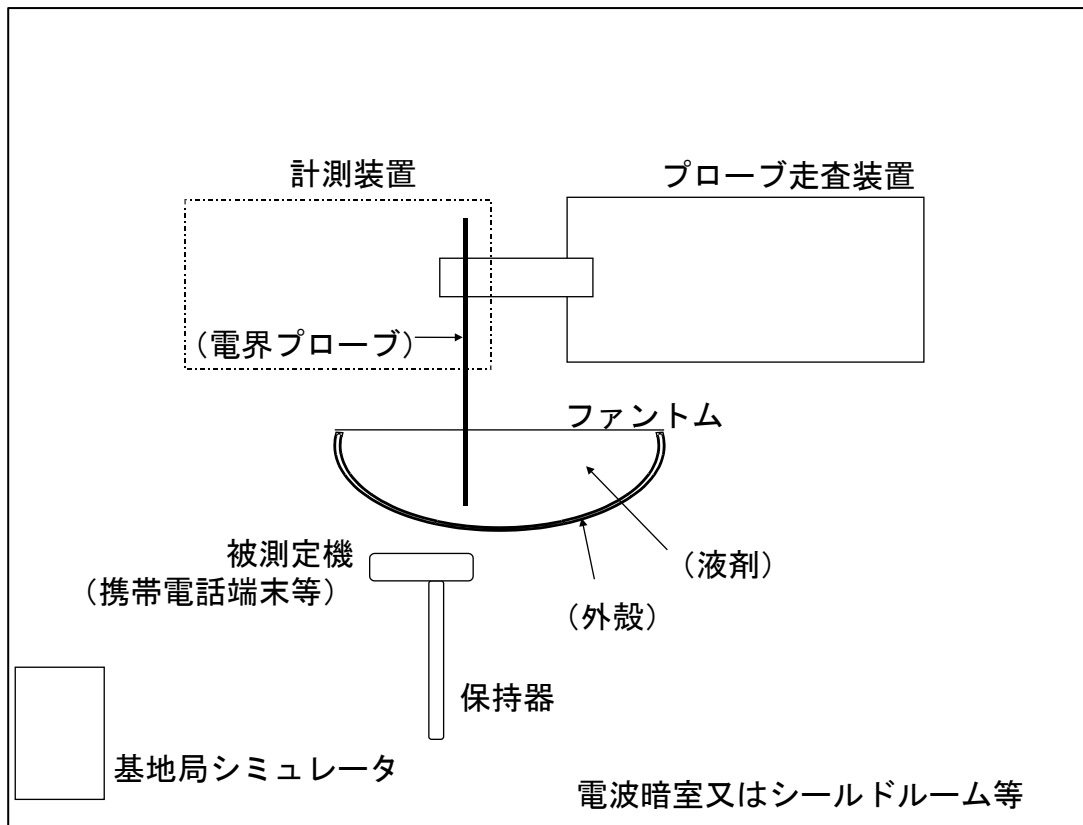 計測装置
プローブ走査装置
(電界プローブ)
ファントム
被測定機
(携帯電話端末等)
(液剤)
(外殻)
保持器
基地局シミュレータ
電波暗室又はシールドルーム等